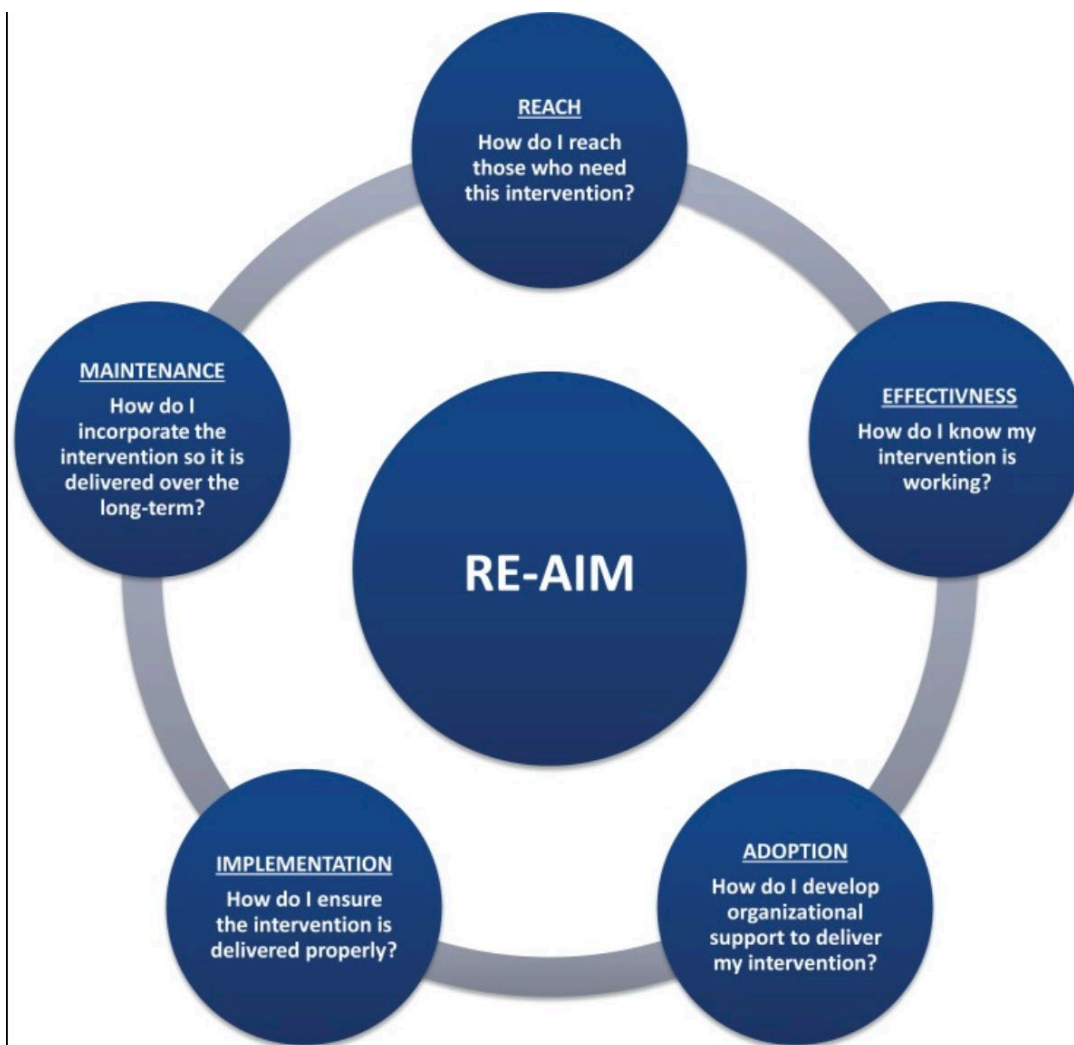 REACH
How do I reach
those who need
this intervention?
EFFECTIVNESS
How do I know my
intervention is
working?
ADOPTION
How do I develop
organizational
support to deliver
my intervention?
IMPLEMENTATION
How do I ensure
the intervention is
delivered properly?
MAINTENANCE
How do I
incorporate the
intervention so it is
delivered over the
long-term?
RE-AIM